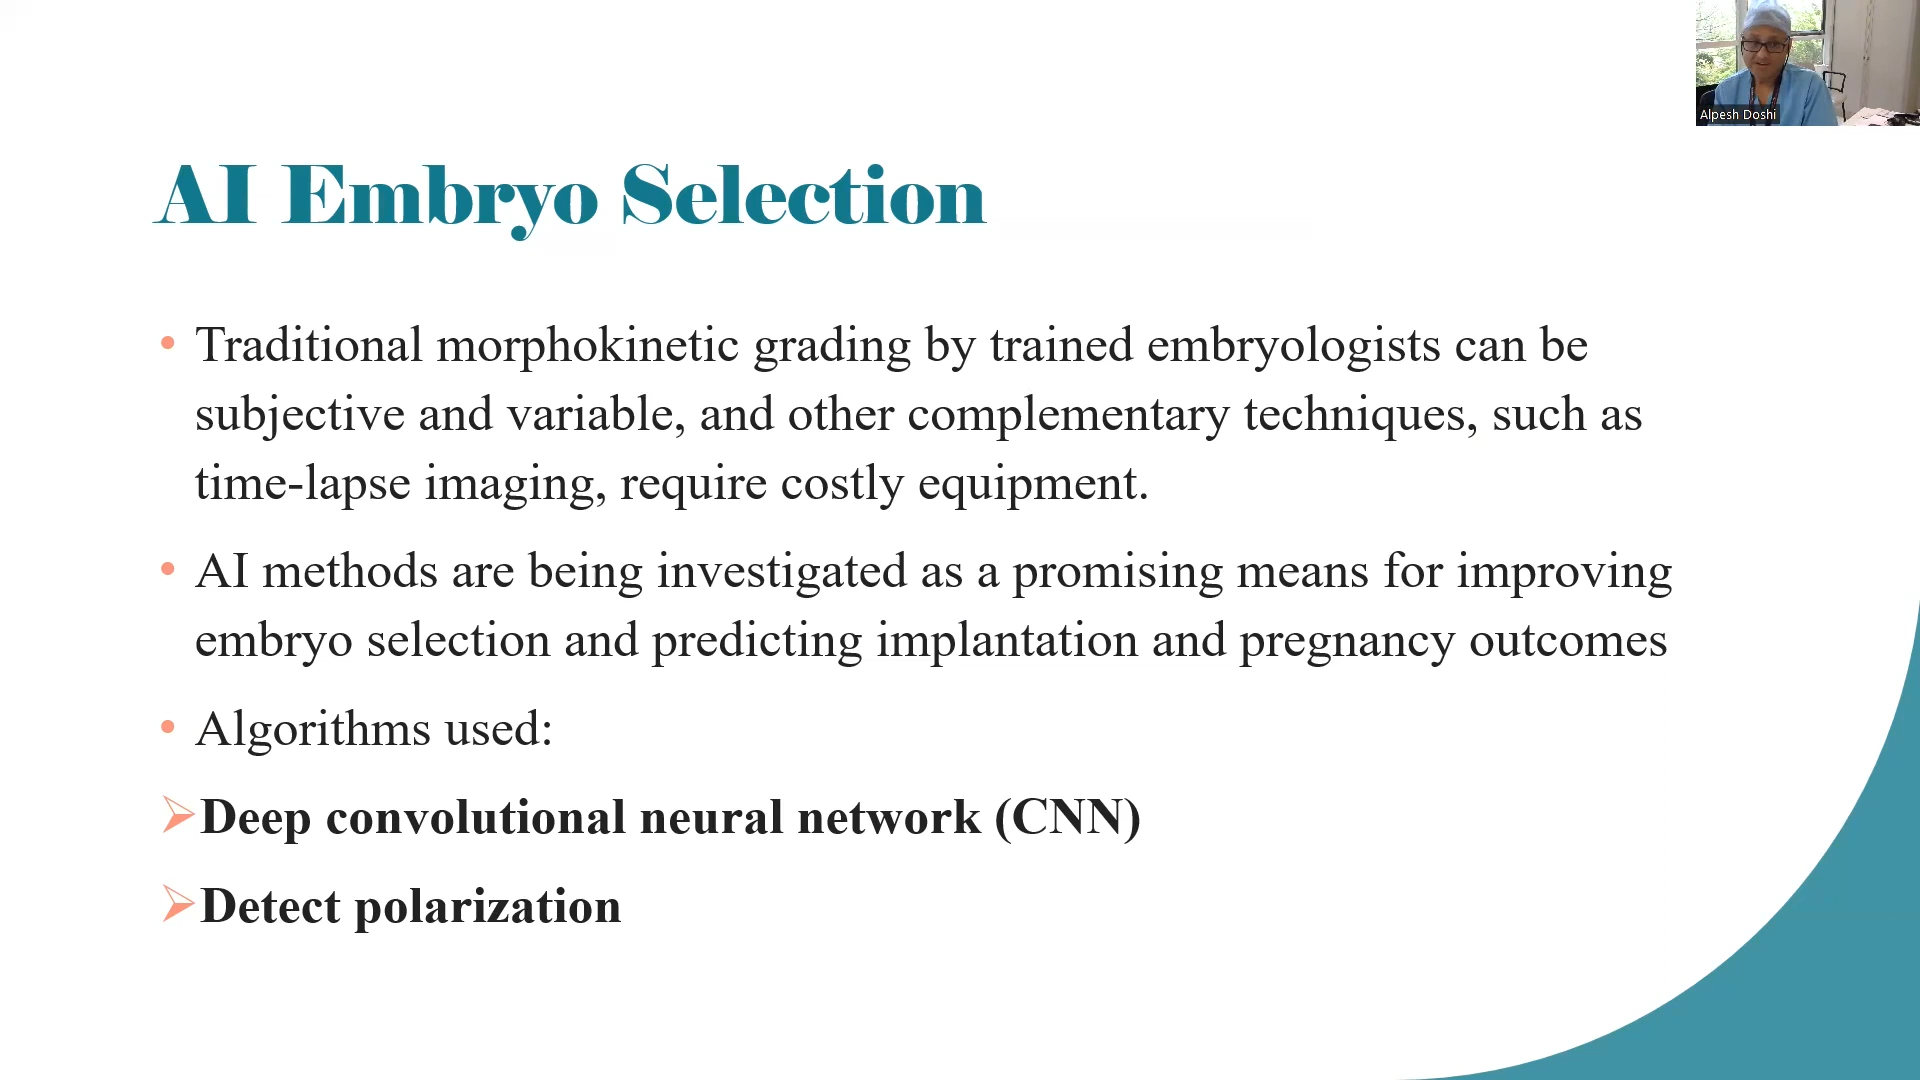 Alpesh Doshi
AI Embryo Selection
• Traditional morphokinetic grading by trained embryologists can be
subjective and variable, and other complementary techniques, such as
time-lapse imaging, require costly equipment.
• AI methods are being investigated as a promising means for improving
embryo selection and predicting implantation and pregnancy outcomes
• Algorithms used:
➢Deep convolutional neural network (CNN)
➢Detect polarization